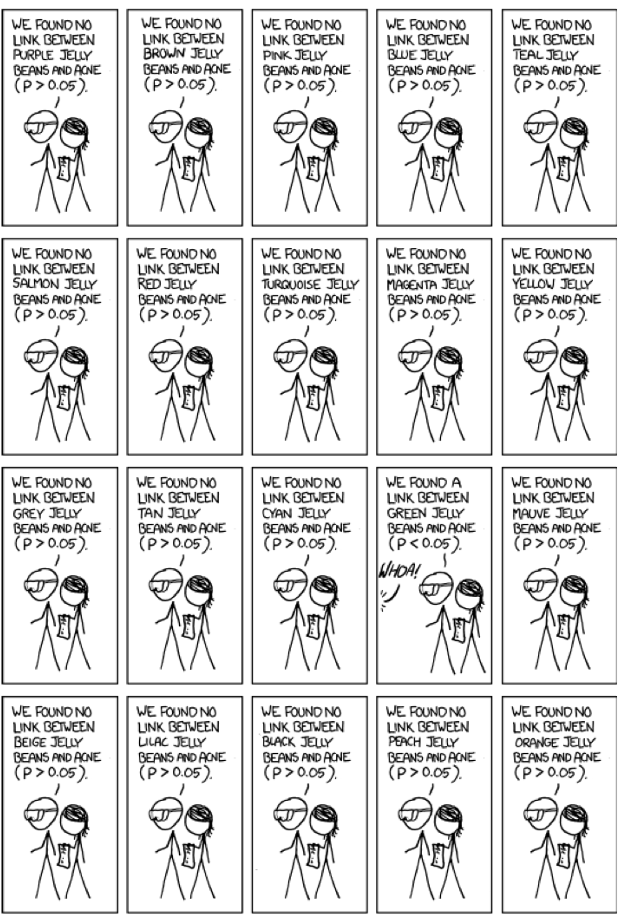 WE FOUND NO
LINK BETWEEN
PURPLE JELLY
BEANS AND ACNE
(P > 0.05).
WE FOUND NO
LINK BETWEEN
BROWN JELLY
BEANS AND ACNE
(P > 0.05).
WE FOUND NO
LINK BETWEEN
PINK JELLY
BEANS AND ACNE
(P > 0.05).
WE FOUND NO
LINK BETWEEN
BLUE JELLY
BEANS AND ACNE
(P > 0.05).
WE FOUND NO
LINK BETWEEN
TEAL JELLY
BEANS AND ACNE
(P > 0.05).
WE FOUND NO
LINK BETWEEN
SALMON JELLY
BEANS AND ACNE
(P > 0.05).
WE FOUND NO
LINK BETWEEN
RED JELLY
BEANS AND ACNE
(P > 0.05).
WE FOUND NO
LINK BETWEEN
TURQUOISE JELLY
BEANS AND ACNE
(P > 0.05).
WE FOUND NO
LINK BETWEEN
MAGENTA JELLY
BEANS AND ACNE
(P > 0.05).
WE FOUND NO
LINK BETWEEN
YELLOW JELLY
BEANS AND ACNE
(P > 0.05).
WE FOUND NO
LINK BETWEEN
GREY JELLY
BEANS AND ACNE
(P > 0.05).
WE FOUND NO
LINK BETWEEN
TAN JELLY
BEANS AND ACNE
(P > 0.05).
WE FOUND NO
LINK BETWEEN
CYAN JELLY
BEANS AND ACNE
(P > 0.05).
WE FOUND A
LINK BETWEEN
GREEN JELLY
BEANS AND ACNE
(P < 0.05).
WHOA!
WE FOUND NO
LINK BETWEEN
MAUVE JELLY
BEANS AND ACNE
(P > 0.05).
WE FOUND NO
LINK BETWEEN
BEIGE JELLY
BEANS AND ACNE
(P > 0.05).
WE FOUND NO
LINK BETWEEN
LILAC JELLY
BEANS AND ACNE
(P > 0.05).
WE FOUND NO
LINK BETWEEN
BLACK JELLY
BEANS AND ACNE
(P > 0.05).
WE FOUND NO
LINK BETWEEN
PEACH JELLY
BEANS AND ACNE
(P > 0.05).
WE FOUND NO
LINK BETWEEN
ORANGE JELLY
BEANS AND ACNE
(P > 0.05).